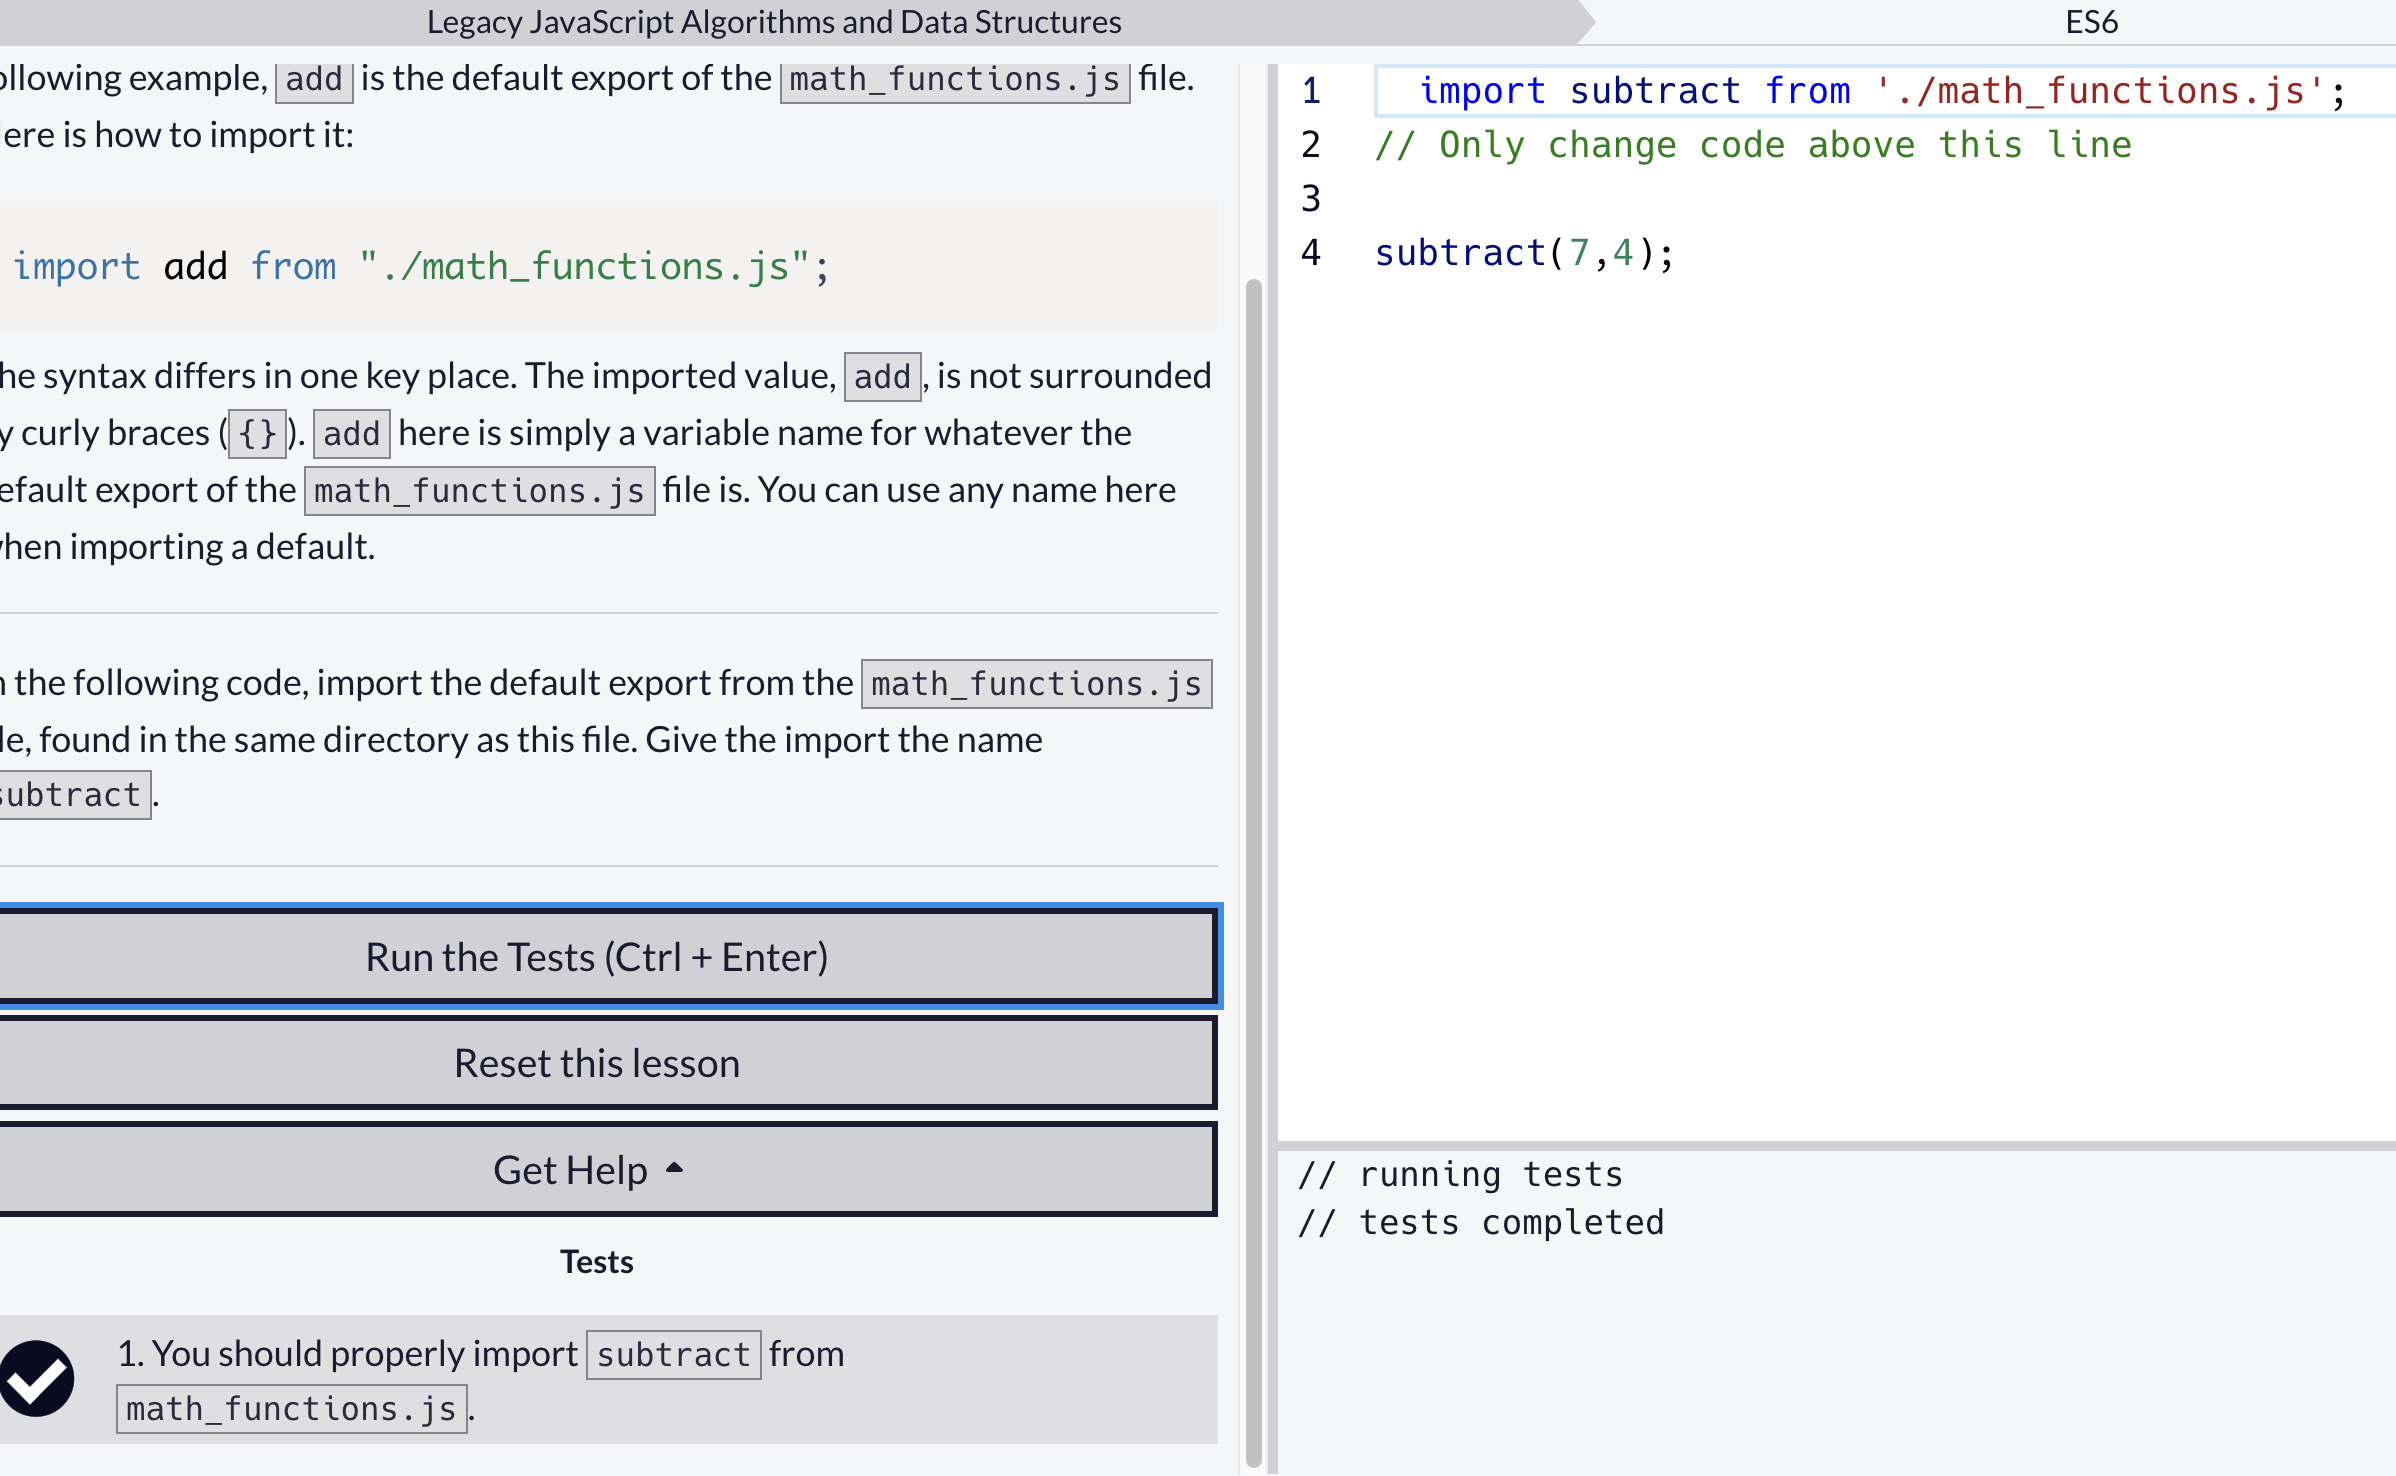 Legacy JavaScript Algorithms and Data Structures
ES6
ollowing example, add is the default export of the math_functions.js file.
ere is how to import it:
import add from "./math_functions.js";
he syntax differs in one key place. The imported value, add, is not surrounded
y curly braces ({}). add here is simply a variable name for whatever the
efault export of the math_functions.js file is. You can use any name here
hen importing a default.
n the following code, import the default export from the math_functions.js
le, found in the same directory as this file. Give the import the name
subtract.
Run the Tests (Ctrl + Enter)
Reset this lesson
Get Help
Tests
1. You should properly import subtract from
math_functions.js.
1 import subtract from './math_functions.js';
2 // Only change code above this line
3
4 subtract(7,4);
// running tests
// tests completed